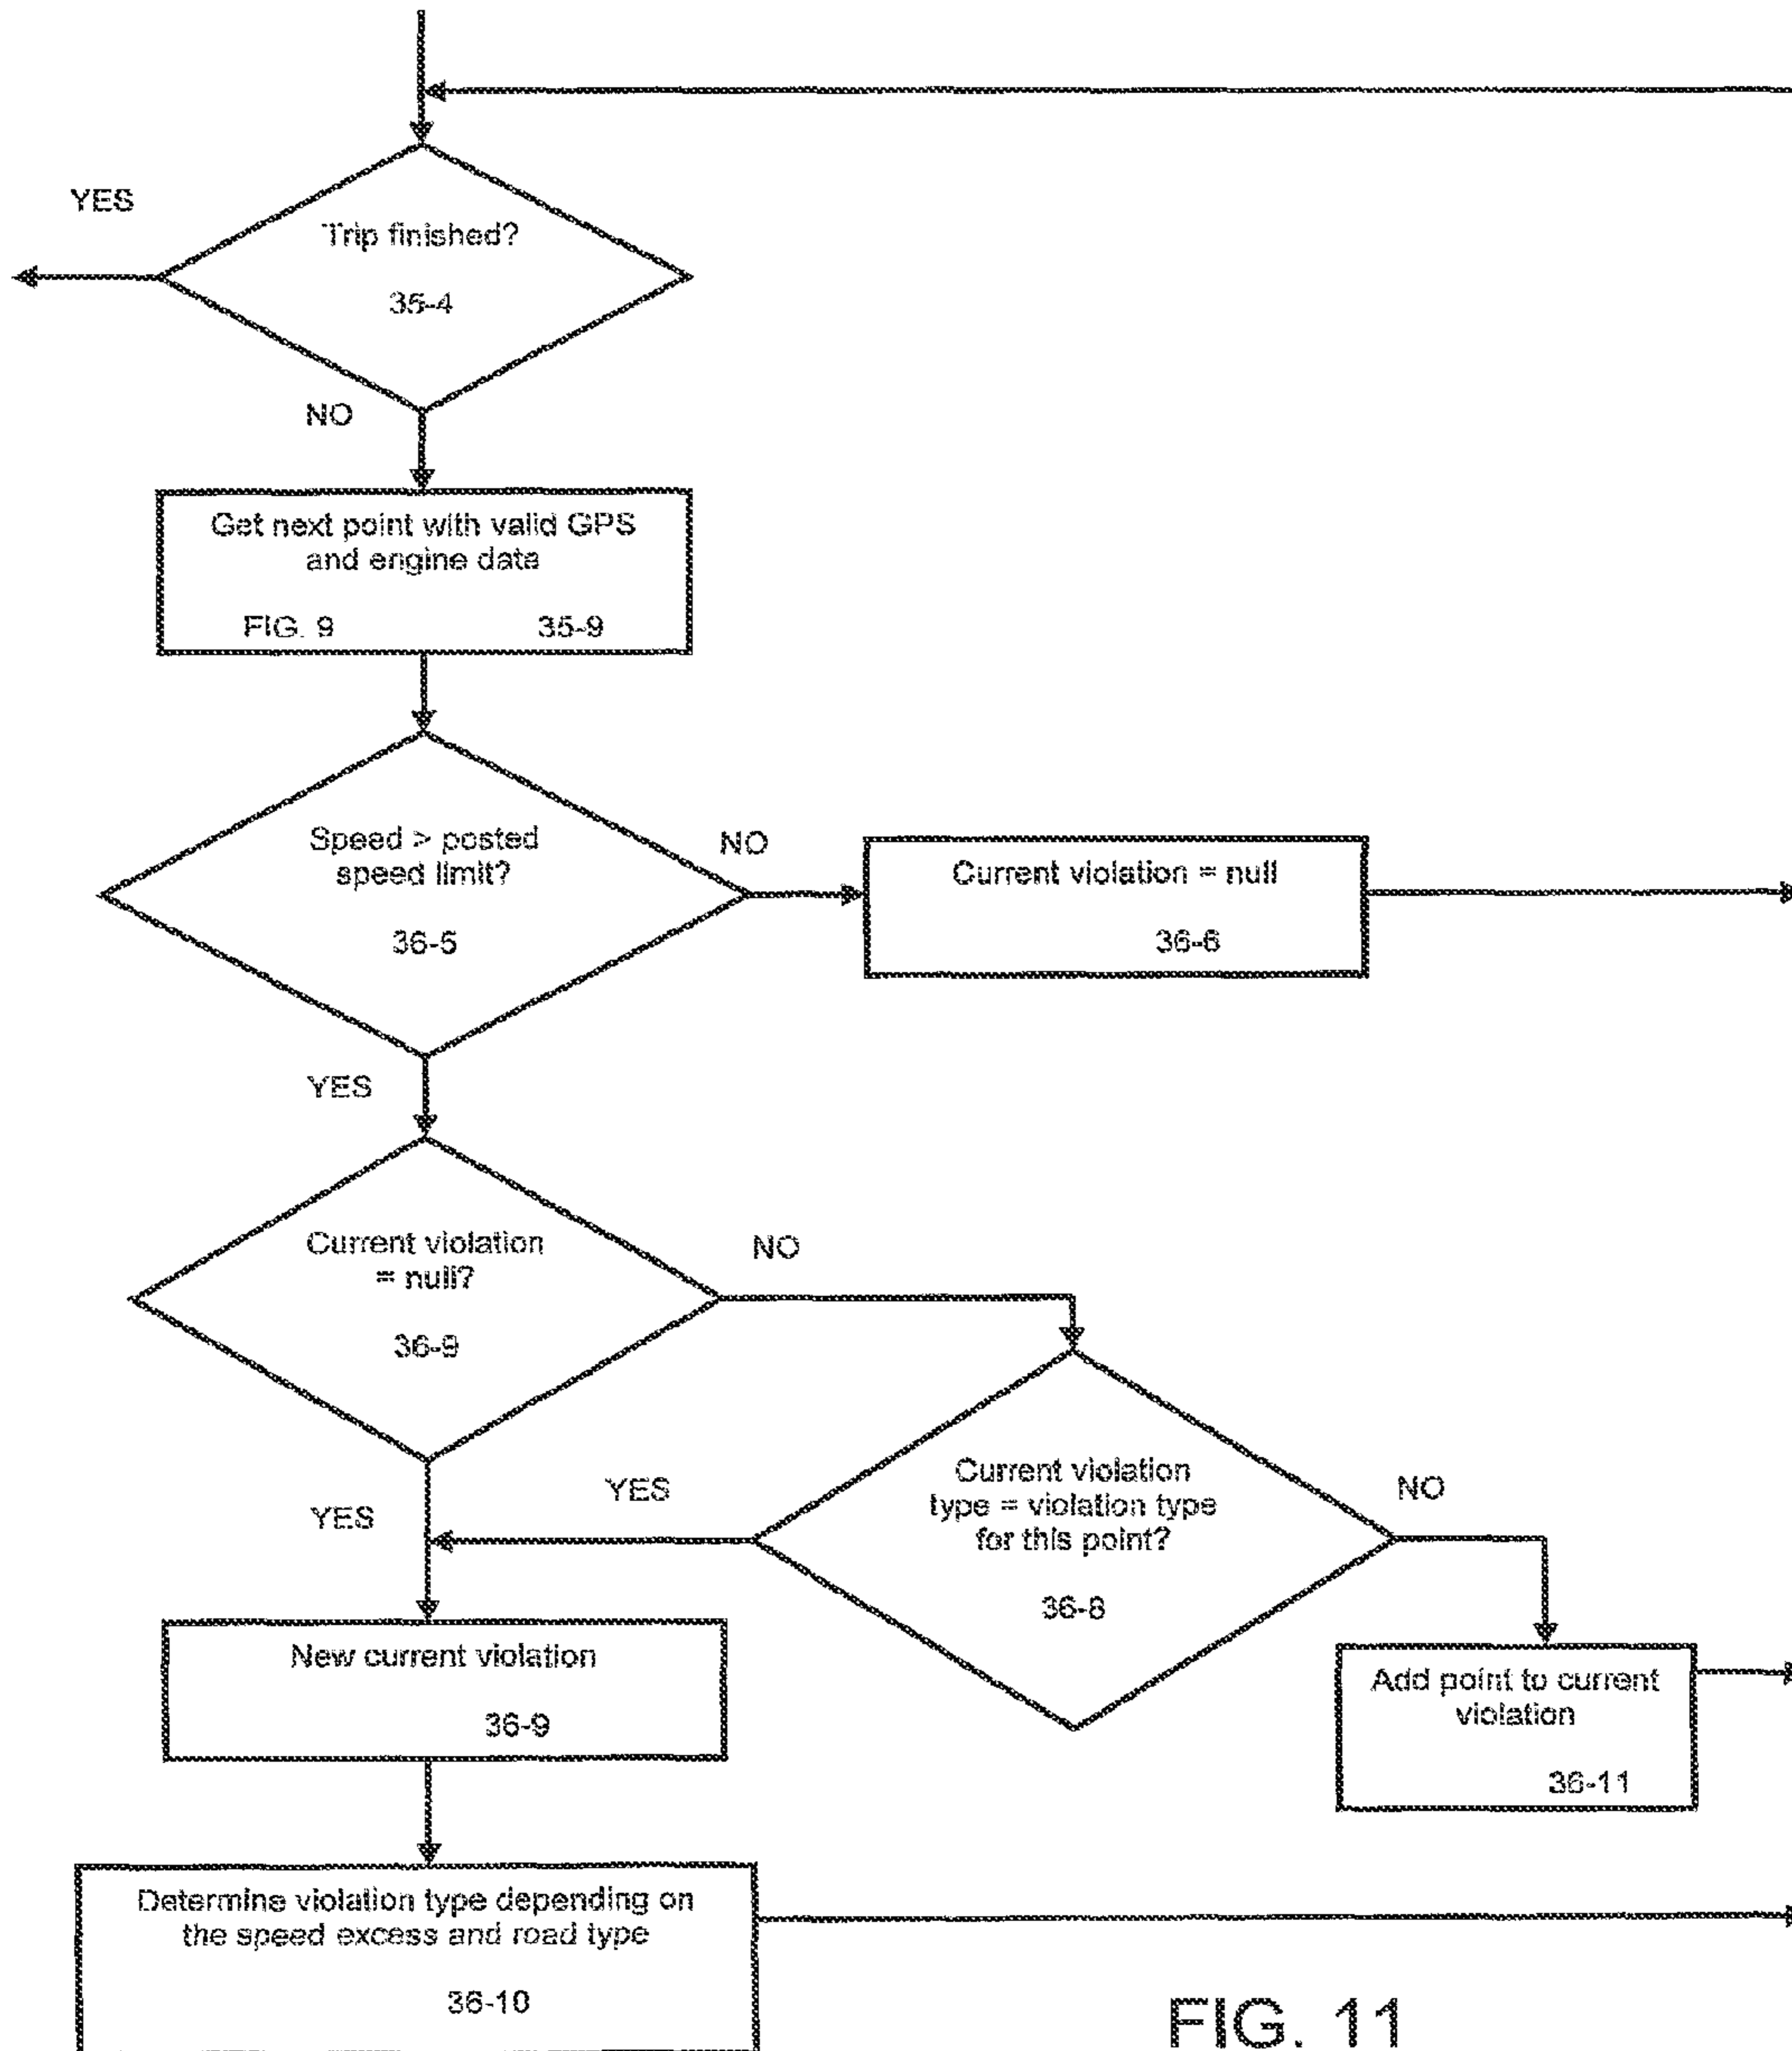 YES
Trip finished?
35-4
NO
Get next point with valid GPS
and engine data
FIG. 9 35-9
Speed > posted
speed limit?
36-5
NO
Current violation = null
36-6
YES
Current violation
= null?
36-9
NO
Current violation
type = violation type
for this point?
36-8
YES
YES
NO
New current violation
36-9
Add point to current
violation
36-11
Determine violation type depending on
the speed excess and road type
36-10
FIG. 11